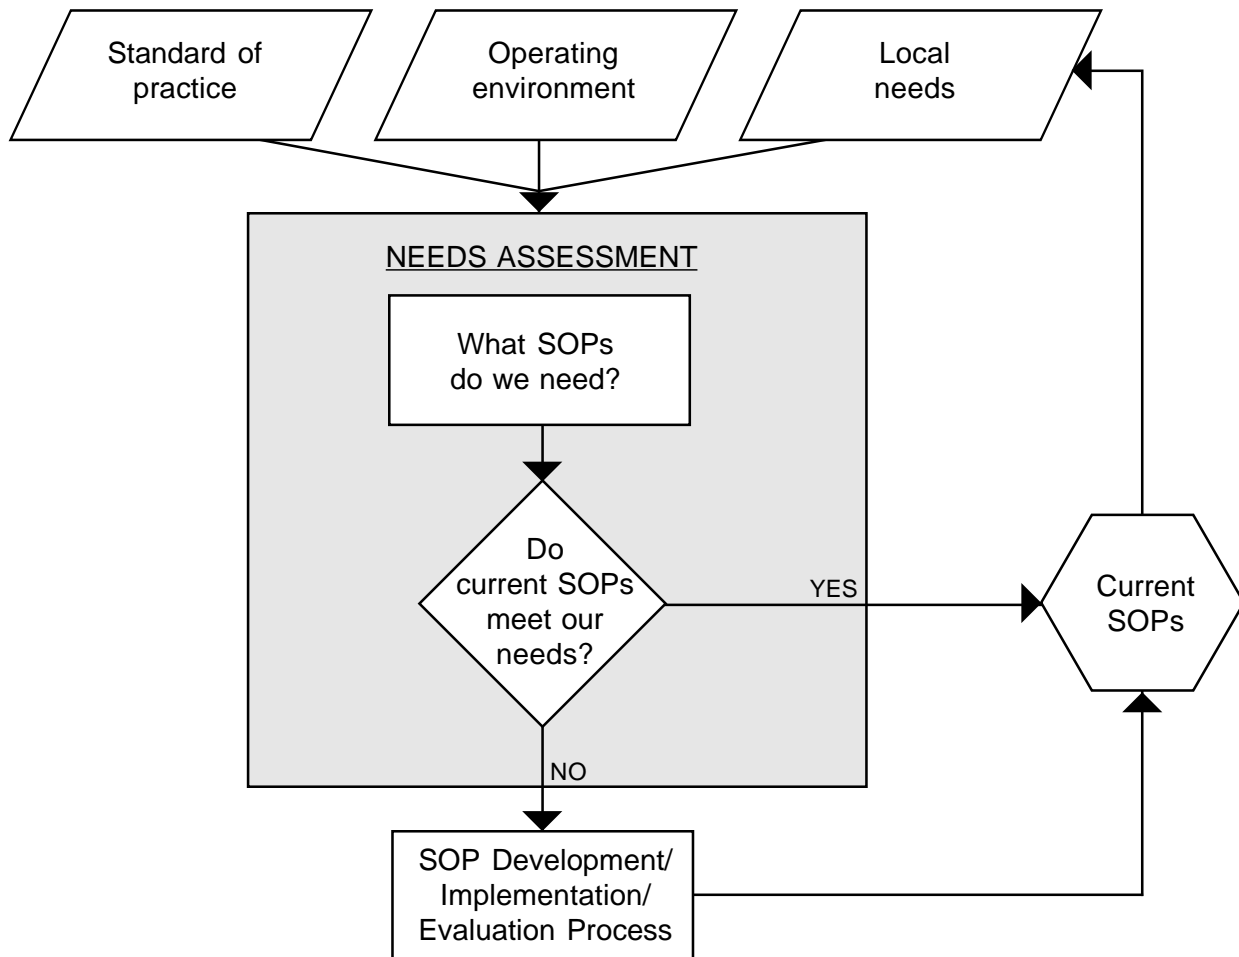 Standard of
practice
Operating
environment
Local
needs
NEEDS ASSESSMENT
What SOPs
do we need?
Do
current SOPs
meet our
needs?
YES
Current
SOPs
NO
SOP Development/
Implementation/
Evaluation Process